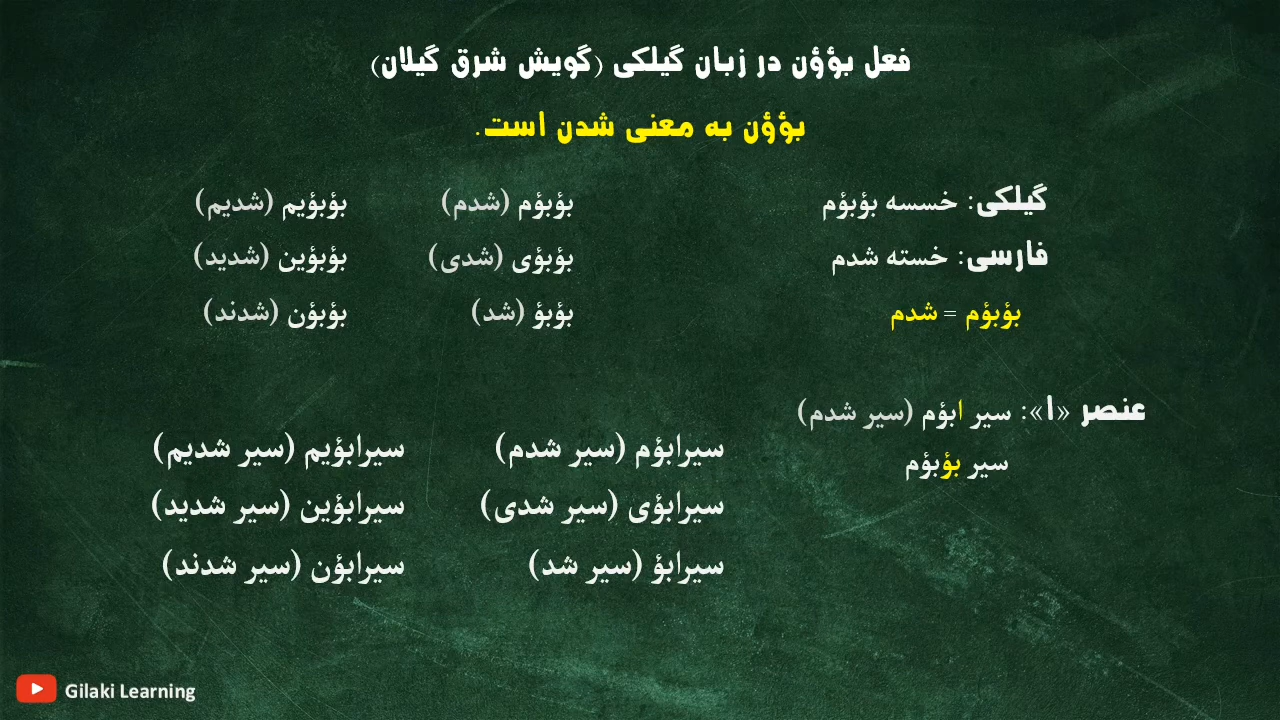 فعل بؤؤن در زبان گیلکی (گویش شرق گیلان)
بؤؤن به معنی شدن است.
گیلکی: خسسه بؤبؤم
فارسی: خسته شدم
بؤبؤم = شدم
بؤبؤم (شدم)
بؤبؤی (شدی)
بؤبؤ (شد)
بؤبؤیم (شدیم)
بؤبؤین (شدید)
بؤبؤن (شدند)
عنصر «ا»: سیر ابؤم (سیر شدم)
سیر بؤبؤم
سیرابؤم (سیر شدم)
سیرابؤی (سیر شدی)
سیرابؤ (سیر شد)
سیرابؤیم (سیر شدیم)
سیرابؤین (سیر شدید)
سیرابؤن (سیر شدند)
Gilaki Learning